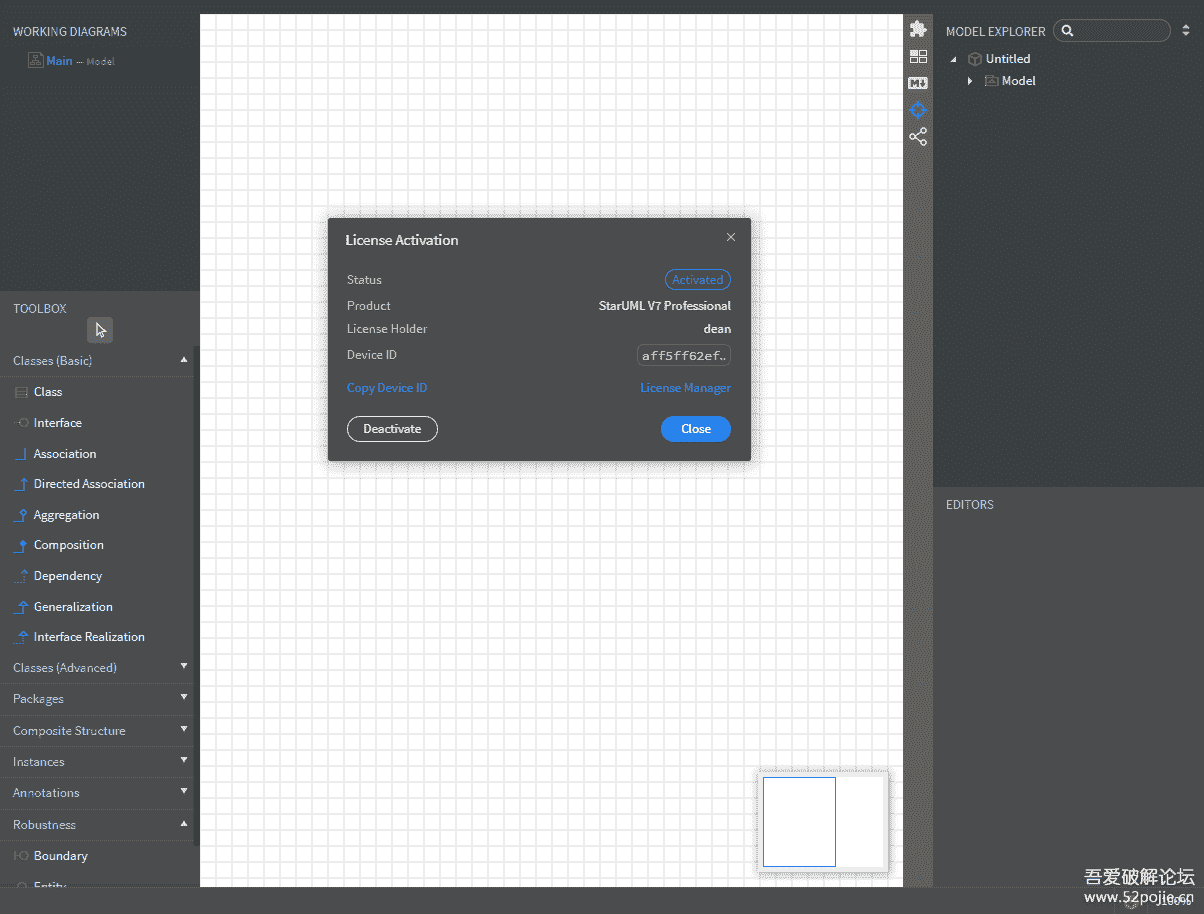 WORKING DIAGRAMS
Main — Model
TOOLBOX
Classes (Basic)
Class
Interface
Association
Directed Association
Aggregation
Composition
Dependency
Generalization
Interface Realization
Classes (Advanced)
Packages
Composite Structure
Instances
Annotations
Robustness
Boundary
Entity
License Activation
Status Activated
Product StarUML V7 Professional
License Holder dean
Device ID aff5ff62ef..
Copy Device ID License Manager
Deactivate Close
M
MODEL EXPLORER
Untitled
Model
EDITORS
吾爱破解论坛
www.52pojie.cn
100%